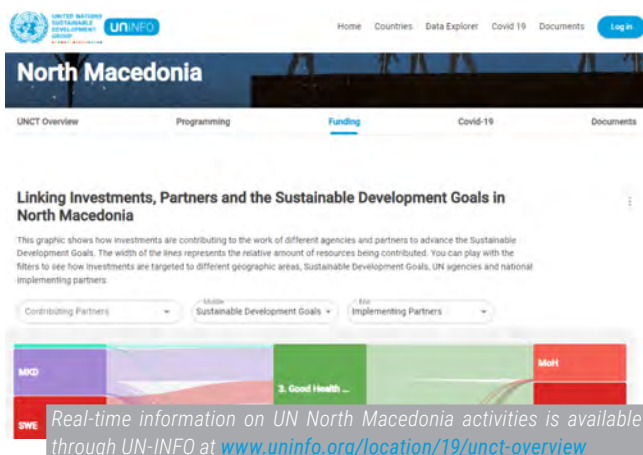 UNITED NATIONS
SUSTAINABLE
DEVELOPMENT
GROUP
UNINFO
Home Countries Data Explorer Covid 19 Documents Log in
North Macedonia
UNCT Overview Programming Funding Covid-19 Documents
Linking Investments, Partners and the Sustainable Development Goals in
North Macedonia
This graphic shows how investments are contributing to the work of different agencies and partners to advance the Sustainable
Development Goals. The width of the lines represents the relative amount of resources being contributed. You can play with the
filters to see how investments are targeted to different geographic areas, Sustainable Development Goals, UN agencies and national
implementing partners.
Contributing Partners
Middle
Sustainable Development Goals
End
Implementing Partners
MKD
3. Good Health ...
MoH
SWE
Real-time information on UN North Macedonia activities is available
through UN-INFO at www.uninfo.org/location/19/unct-overview